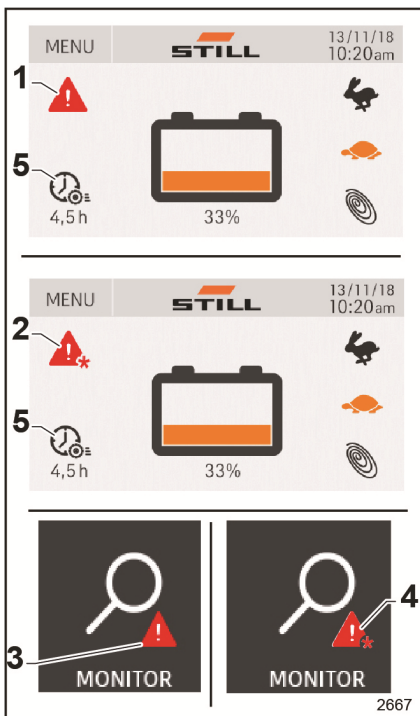 MENU STILL 13/11/18
10:20am
1
5
4,5h 33%
MENU STILL 13/11/18
10:20am
2
5
4,5h 33%
3 MONITOR
MONITOR 4
2667